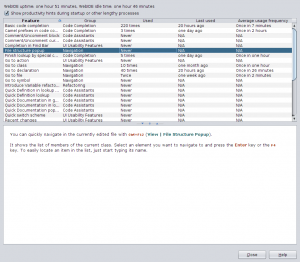 WebIDE uptime: one hour 51 minutes, WebIDE idle time: one hour 46 minutes
Show productivity hints during startup or other lengthy processes
Feature Group Used Last used Average usage frequency
Basic code completion Code Completion 220 times 20 hours ago Once in 7 minutes
Camel prefixes in code co... Code Completion 3 times one day ago Once in 2 hours
Comment/uncomment block Code Assistants Never N/A N/A
Comment/uncomment lines Code Assistants Never N/A N/A
Completion in Find Bar UI Usability Features Never N/A N/A
File structure popup Navigation Never N/A N/A
Finish lookup by special c... Code Completion 5 times one day ago Once in one hour
Go to action UI Usability Features Never N/A N/A
Go to class Navigation 10 times one month ago Once in one hour
Go to declaration Navigation 40 times 20 hours ago Once in 26 minutes
Go to file Navigation Twice one week ago Once in 2 months
Go to symbol Navigation Never N/A N/A
Introduce Variable refacto... Refactoring Never N/A N/A
Quick Definition in lookup ... Code Assistants Never N/A N/A
Quick Definition lookup Code Assistants Never N/A N/A
Quick Documentation in g... Code Assistants Never N/A N/A
Quick Documentation in l... Code Assistants Never N/A N/A
Quick Documentation look... Code Assistants Never N/A N/A
Quick switch scheme UI Usability Features Never N/A N/A
Recent changes UI Usability Features Never N/A N/A
You can quickly navigate in the currently edited file with (View | File Structure Popup).
It shows the list of members of the current class. Select an element you want to navigate to and press the Enter key or the F4
key. To easily locate an item in the list, just start typing its name.
Close Help